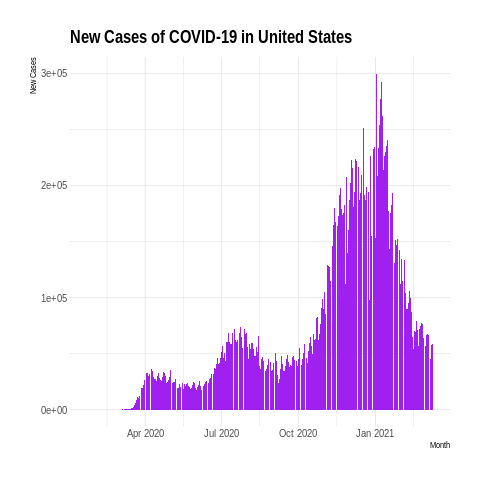 New Cases of COVID-19 in United States
New Cases
3e+05
2e+05
1e+05
0e+00
Apr 2020 Jul 2020 Oct 2020 Jan 2021
Month